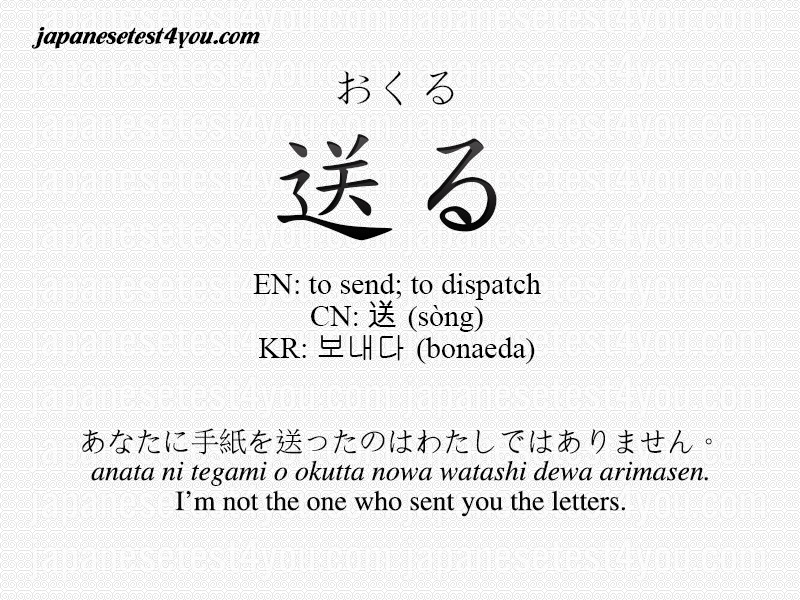 japanesetest4you.com
おくる
送る
EN: to send; to dispatch
CN: 送 (sòng)
KR: 보내다 (bonaeda)
あなたに手紙を送ったのはわたしではありません。
anata ni tegami o okutta nowa watashi dewa arimasen.
I’m not the one who sent you the letters.